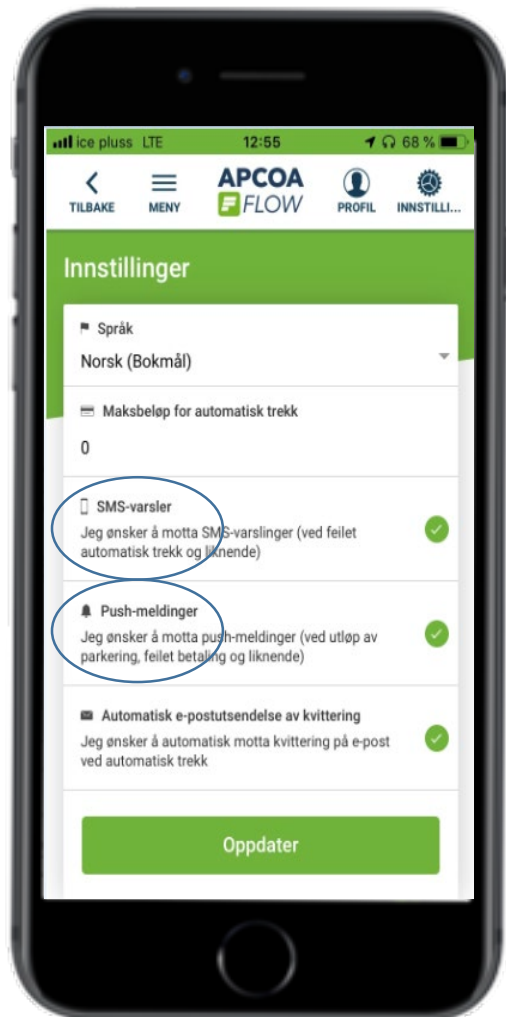 ice pluss LTE 12:55 68 %
TILBAKE MENY APCOA FLOW PROFIL INNSTILLI...
Innstillinger
Språk
Norsk (Bokmål)
Maksbeløp for automatisk trekk
0
SMS-varsler
Jeg ønsker å motta SMS-varslinger (ved feilet
automatisk trekk og liknende)
Push-meldinger
Jeg ønsker å motta push-meldinger (ved utløp av
parkering, feilet betaling og liknende)
Automatisk e-postutsendelse av kvittering
Jeg ønsker å automatisk motta kvittering på e-post
ved automatisk trekk
Oppdater